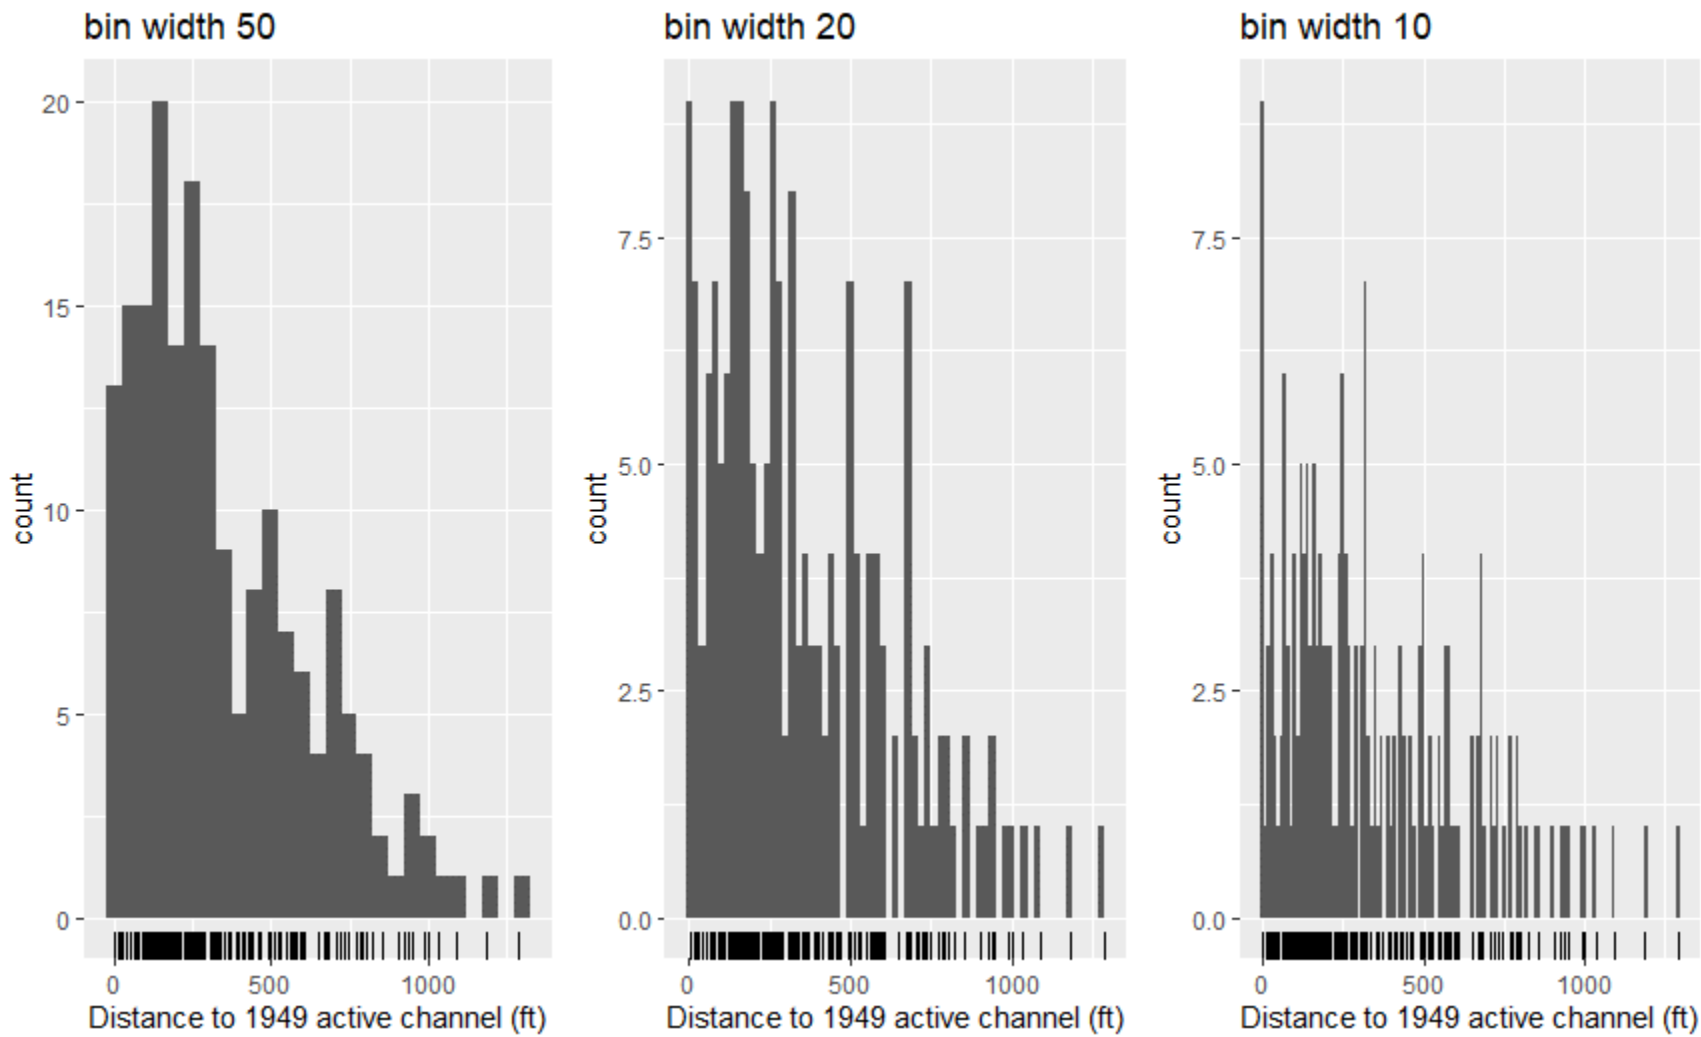 bin width 50
20
15
10
5
0
count
0 500 1000
Distance to 1949 active channel (ft)
bin width 20
7.5
5.0
2.5
0.0
count
0 500 1000
Distance to 1949 active channel (ft)
bin width 10
7.5
5.0
2.5
0.0
count
0 500 1000
Distance to 1949 active channel (ft)